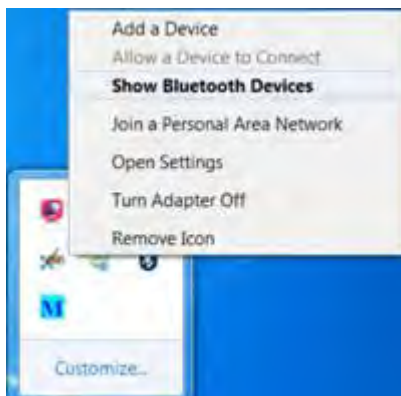 Add a Device
Allow a Device to Connect
Show Bluetooth Devices
Join a Personal Area Network
Open Settings
Turn Adapter Off
Remove Icon
M
Customize...